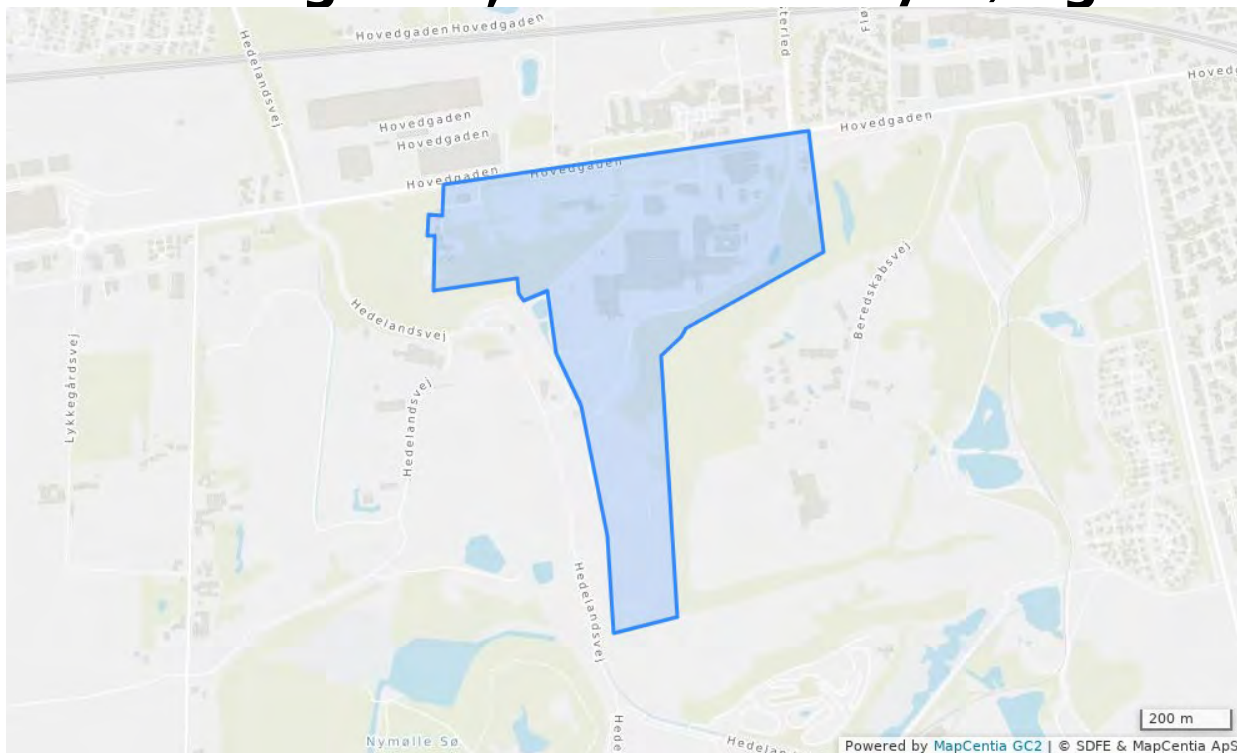 Hovedgaden Hovedgaden
Hedelandsvej
Hovedgaden
Hovedgaden
Hovedgaden
Hovedgaden
Hovedgaden
Hedelandsvej
Beredskabsvej
Lykkegårdsvej
Hedelandsvej
Hedelandsvej
Nymølle Sø
200 m
Powered by MapCentia GC2 | © SDFE & MapCentia ApS